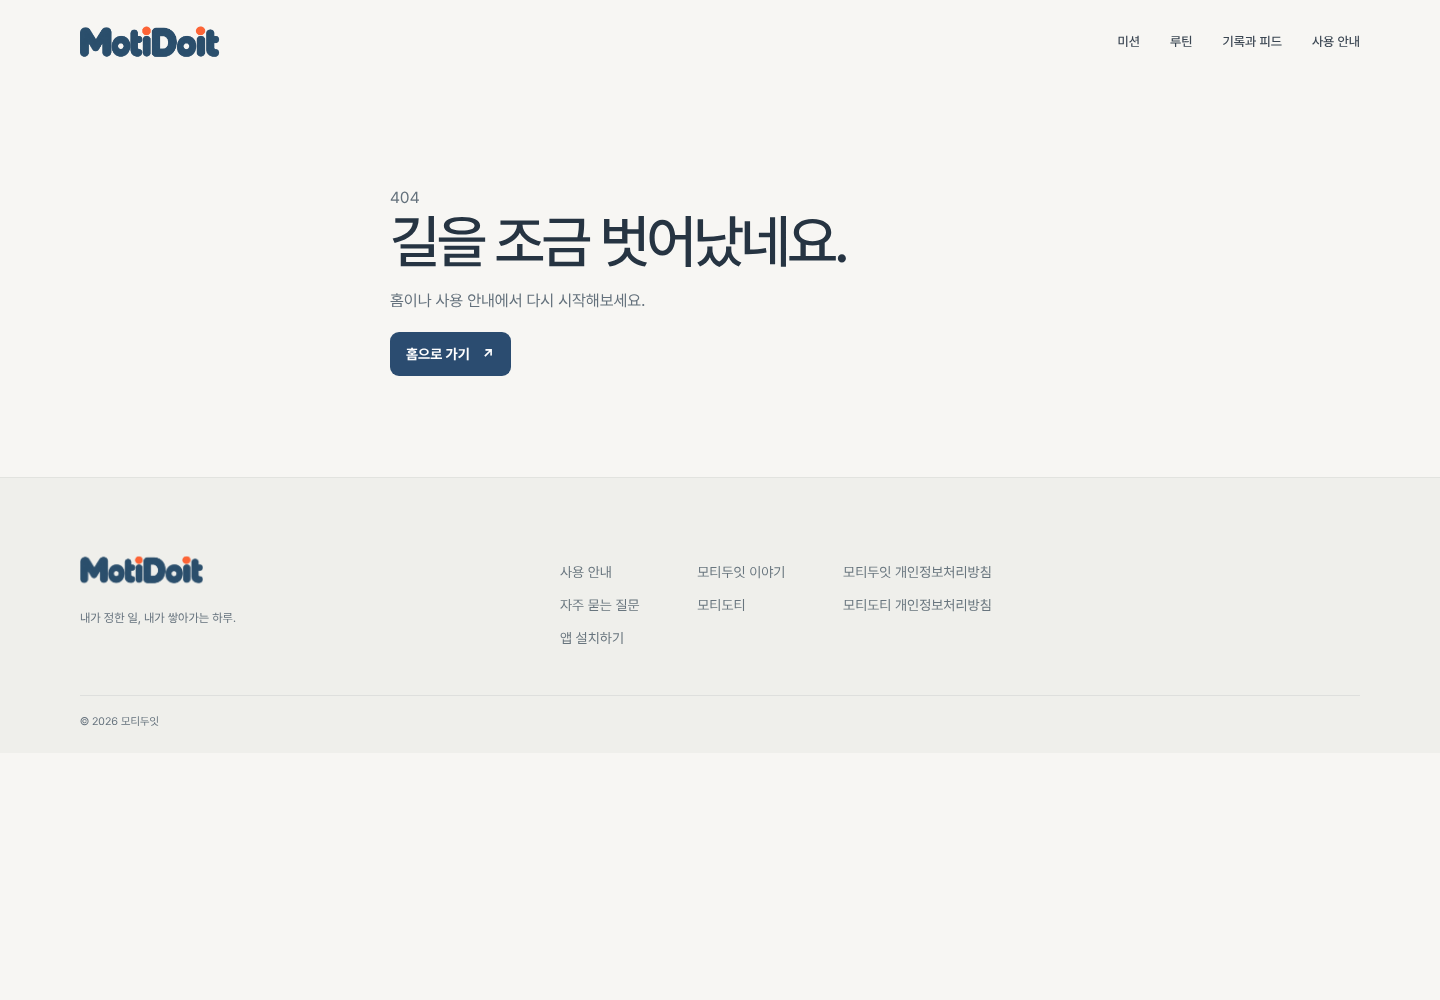 MotiDoit
미션
루틴
기록과 피드
사용 안내
404
길을 조금 벗어났네요.
홈이나 사용 안내에서 다시 시작해보세요.
홈으로 가기 ↗
MotiDoit
내가 정한 일, 내가 쌓아가는 하루.
사용 안내
자주 묻는 질문
앱 설치하기
모티두잇 이야기
모티도티
모티두잇 개인정보처리방침
모티도티 개인정보처리방침
© 2026 모티두잇